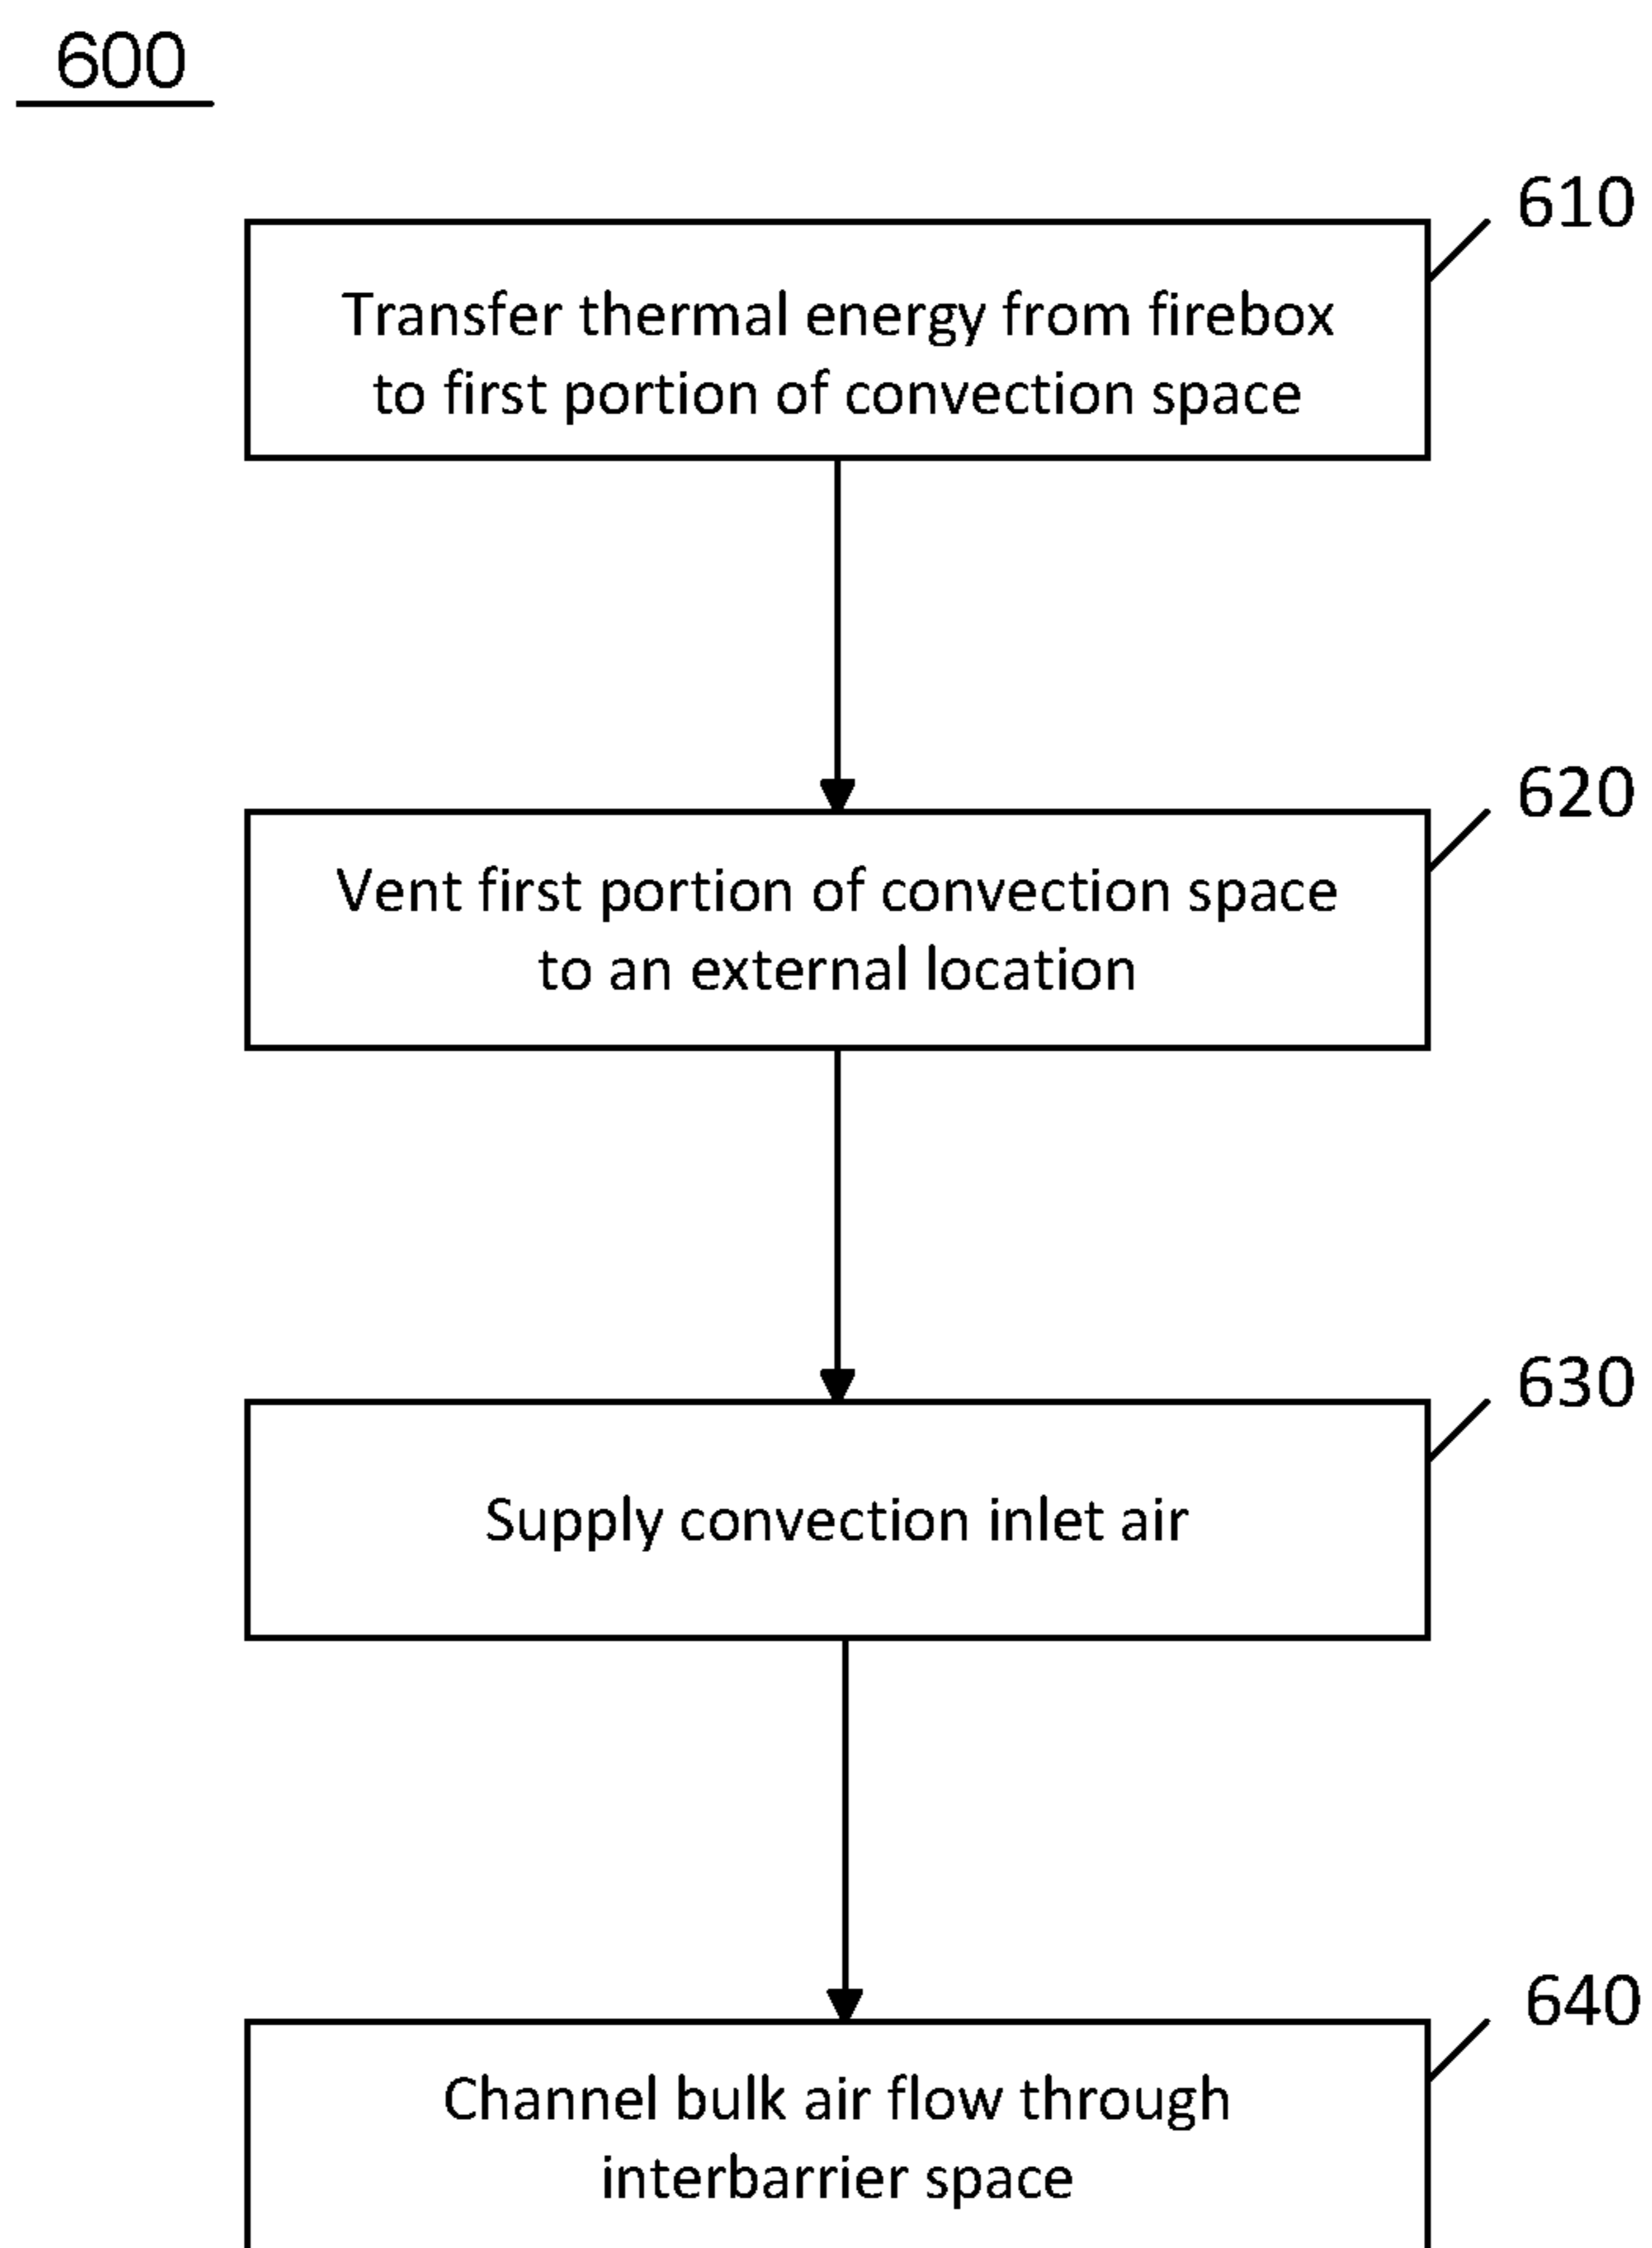 600
610
Transfer thermal energy from firebox
to first portion of convection space
620
Vent first portion of convection space
to an external location
630
Supply convection inlet air
640
Channel bulk air flow through
interbarrier space